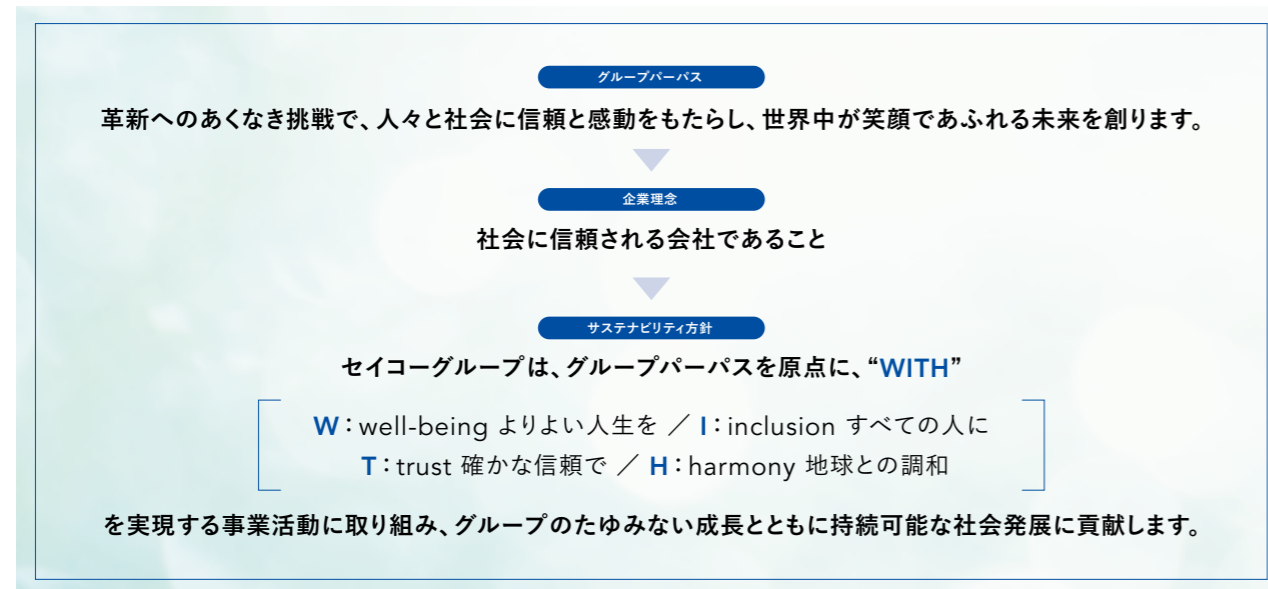 グループパーパス
革新へのあくなき挑戦で、人々と社会に信頼と感動をもたらし、世界中が笑顔であふれる未来を創ります。
企業理念
社会に信頼される会社であること
サステナビリティ方針
セイコーグループは、グループパーパスを原点に、“WITH”
W：well-being よりよい人生を ／ I：inclusion すべての人に
T：trust 確かな信頼で ／ H：harmony 地球との調和
を実現する事業活動に取り組み、グループのたゆみない成長とともに持続可能な社会発展に貢献します。